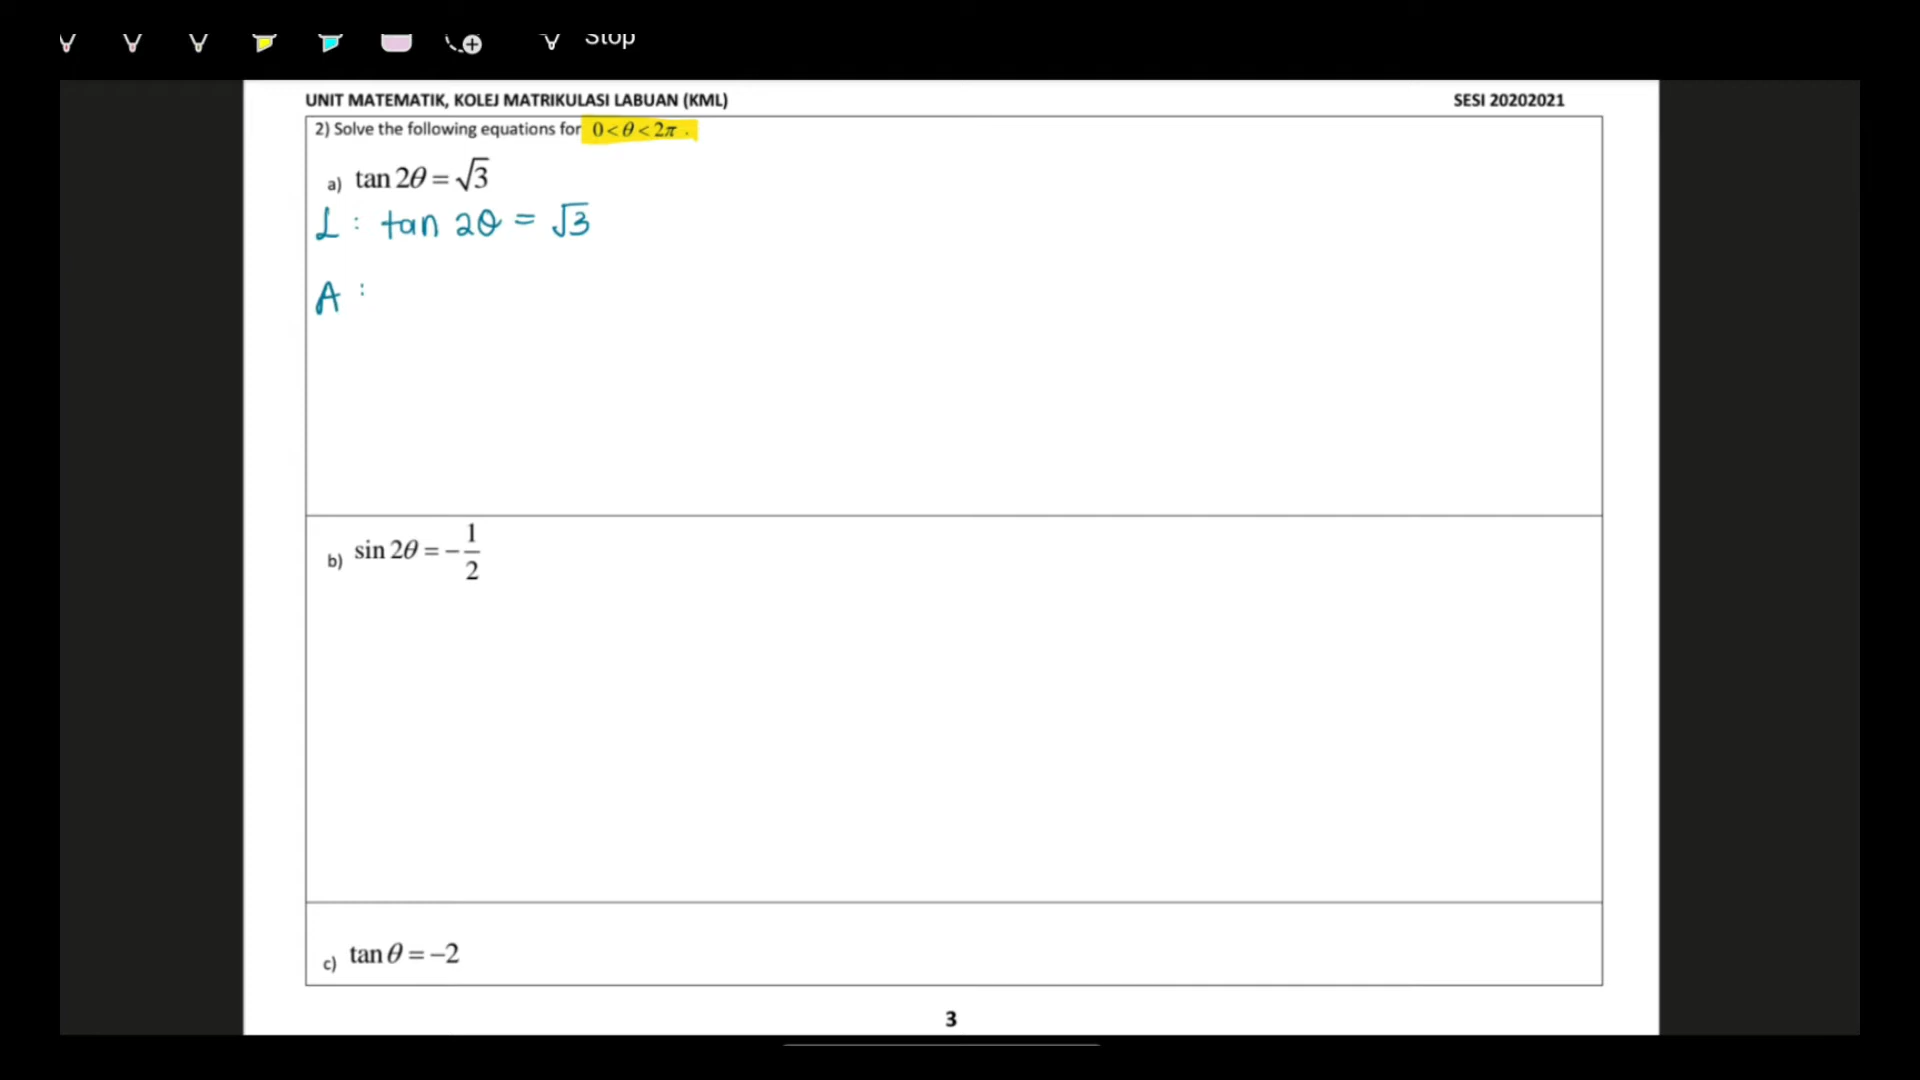 Stop
UNIT MATEMATIK, KOLEJ MATRIKULASI LABUAN (KML) SESI 20202021
2) Solve the following equations for 0<θ<2π .
a) tan 2θ = √3
L : tan 2θ = √3
A :
b) sin 2θ = −1/2
c) tan θ = −2
3